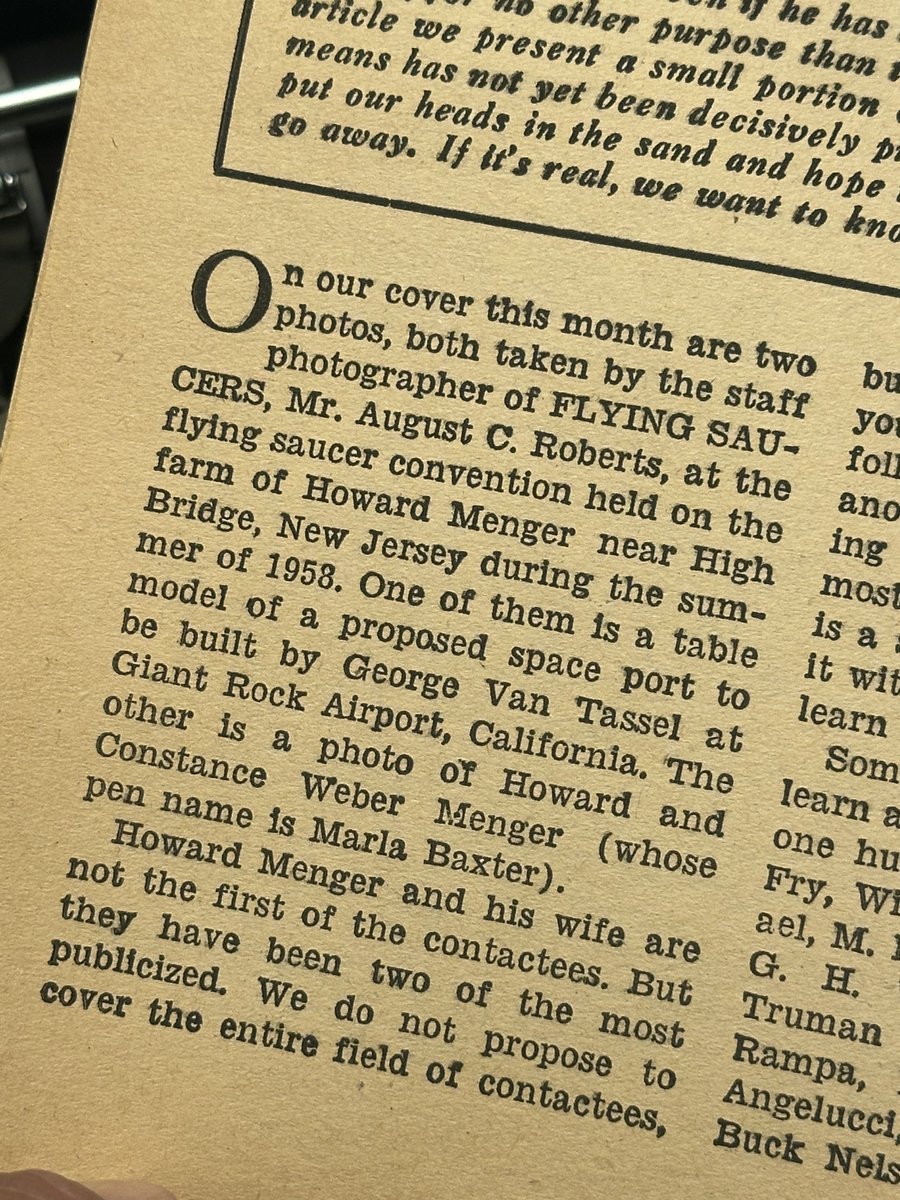 if he has
no other purpose than
article we present a small portion
means has not yet been decisively
put our heads in the sand and hope
go away. If it's real, we want to
On our cover this month are two
photos, both taken by the staff
photographer of FLYING SAU-
CERS, Mr. August C. Roberts, at the
flying saucer convention held on the
farm of Howard Menger near High
Bridge, New Jersey during the sum-
mer of 1958. One of them is a table
model of a proposed space port to
be built by George Van Tassel at
Giant Rock Airport, California. The
other is a photo of Howard and
Constance Weber Menger (whose
pen name is Marla Baxter).
Howard Menger and his wife are
not the first of the contactees. But
they have been two of the most
publicized. We do not propose to
cover the entire field of contactees,
ing
most
is a
learn
learn
one
Fry,
ael, M.
G. H.
Truman
Rampa,
Angelucci,
Buck